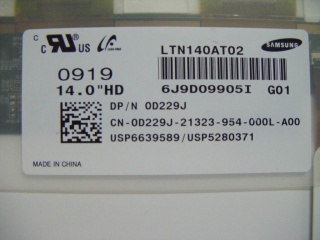 c RU US LTN140AT02 SAMSUNG
0919
14.0"HD 6J9D09905I G01
DP/N 0D229J
CN-0D229J-21323-954-000L-A00
USP6639589/USP5280371
MADE IN CHINA